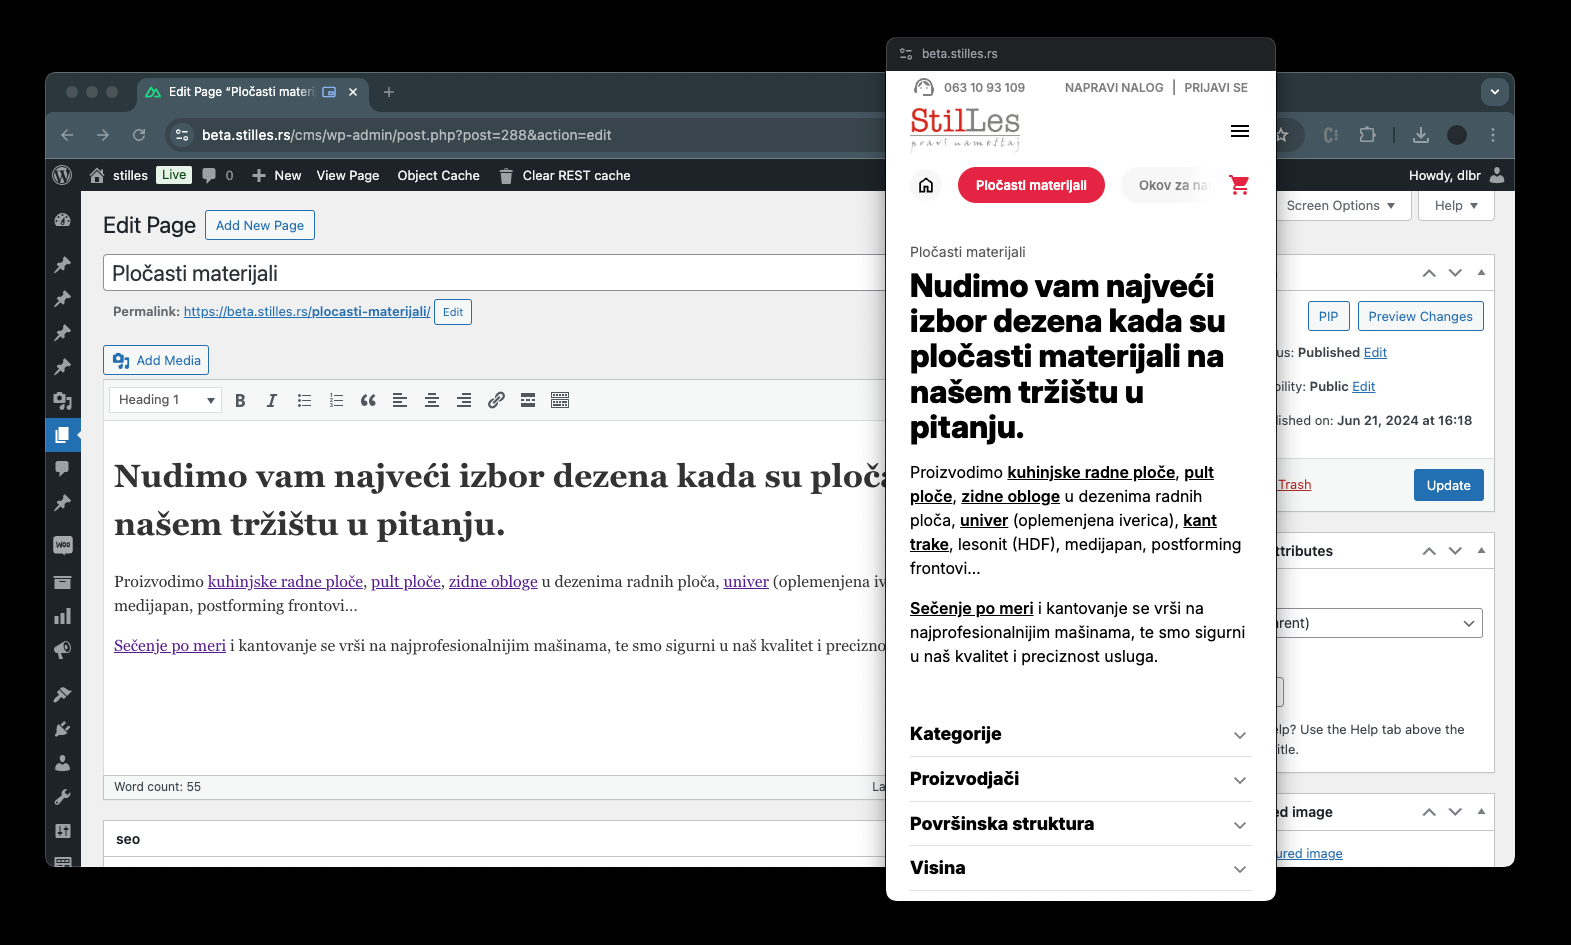 beta.stilles.rs
Edit Page “Pločasti materi
063 10 93 109
NAPRAVI NALOG | PRIJAVI SE
beta.stilles.rs/cms/wp-admin/post.php?post=288&action=edit
StilLes
pravi nameštaj
stilles
Live
0
New
View Page
Object Cache
Clear REST cache
Howdy, dlbr
Pločasti materijali
Okov za na
Screen Options
Help
Edit Page
Add New Page
Pločasti materijali
Permalink: https://beta.stilles.rs/plocasti-materijali/ Edit
Add Media
Heading 1
Nudimo vam najveći izbor dezena kada su ploča
našem tržištu u pitanju.
Proizvodimo kuhinjske radne ploče, pult ploče, zidne obloge u dezenima radnih ploča, univer (oplemenjena iv
medijapan, postforming frontovi...
Sečenje po meri i kantovanje se vrši na najprofesionalnijim mašinama, te smo sigurni u naš kvalitet i precizno
Word count: 55
La
seo
Pločasti materijali
Nudimo vam najveći
izbor dezena kada su
pločasti materijali na
našem tržištu u
pitanju.
Proizvodimo kuhinjske radne ploče, pult
ploče, zidne obloge u dezenima radnih
ploča, univer (oplemenjena iverica), kant
trake, lesonit (HDF), medijapan, postforming
frontovi...
Sečenje po meri i kantovanje se vrši na
najprofesionalnijim mašinama, te smo sigurni
u naš kvalitet i preciznost usluga.
Kategorije
Proizvodjači
Površinska struktura
Visina
PIP
Preview Changes
us: Published Edit
bility: Public Edit
ished on: Jun 21, 2024 at 16:18
Trash
Update
ttributes
arent)
elp? Use the Help tab above the
itle.
ed image
ured image
WOO